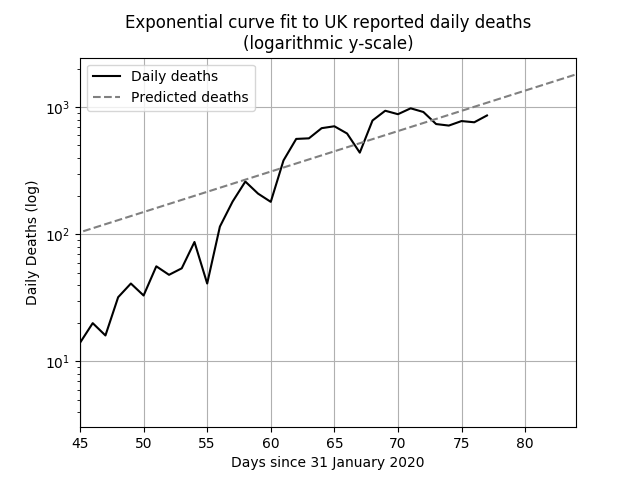 Exponential curve fit to UK reported daily deaths
(logarithmic y-scale)
Daily deaths
Predicted deaths
10³
10²
10¹
Daily Deaths (log)
45 50 55 60 65 70 75 80
Days since 31 January 2020